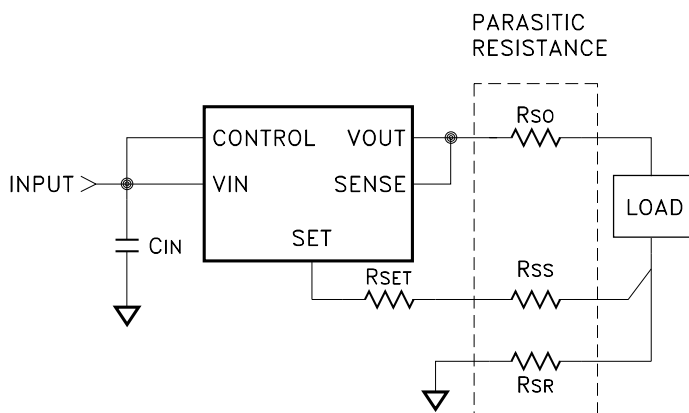 PARASITIC
RESISTANCE
RSO
CONTROL VOUT
INPUT VIN SENSE
LOAD
SET
CIN
RSET RSS
RSR